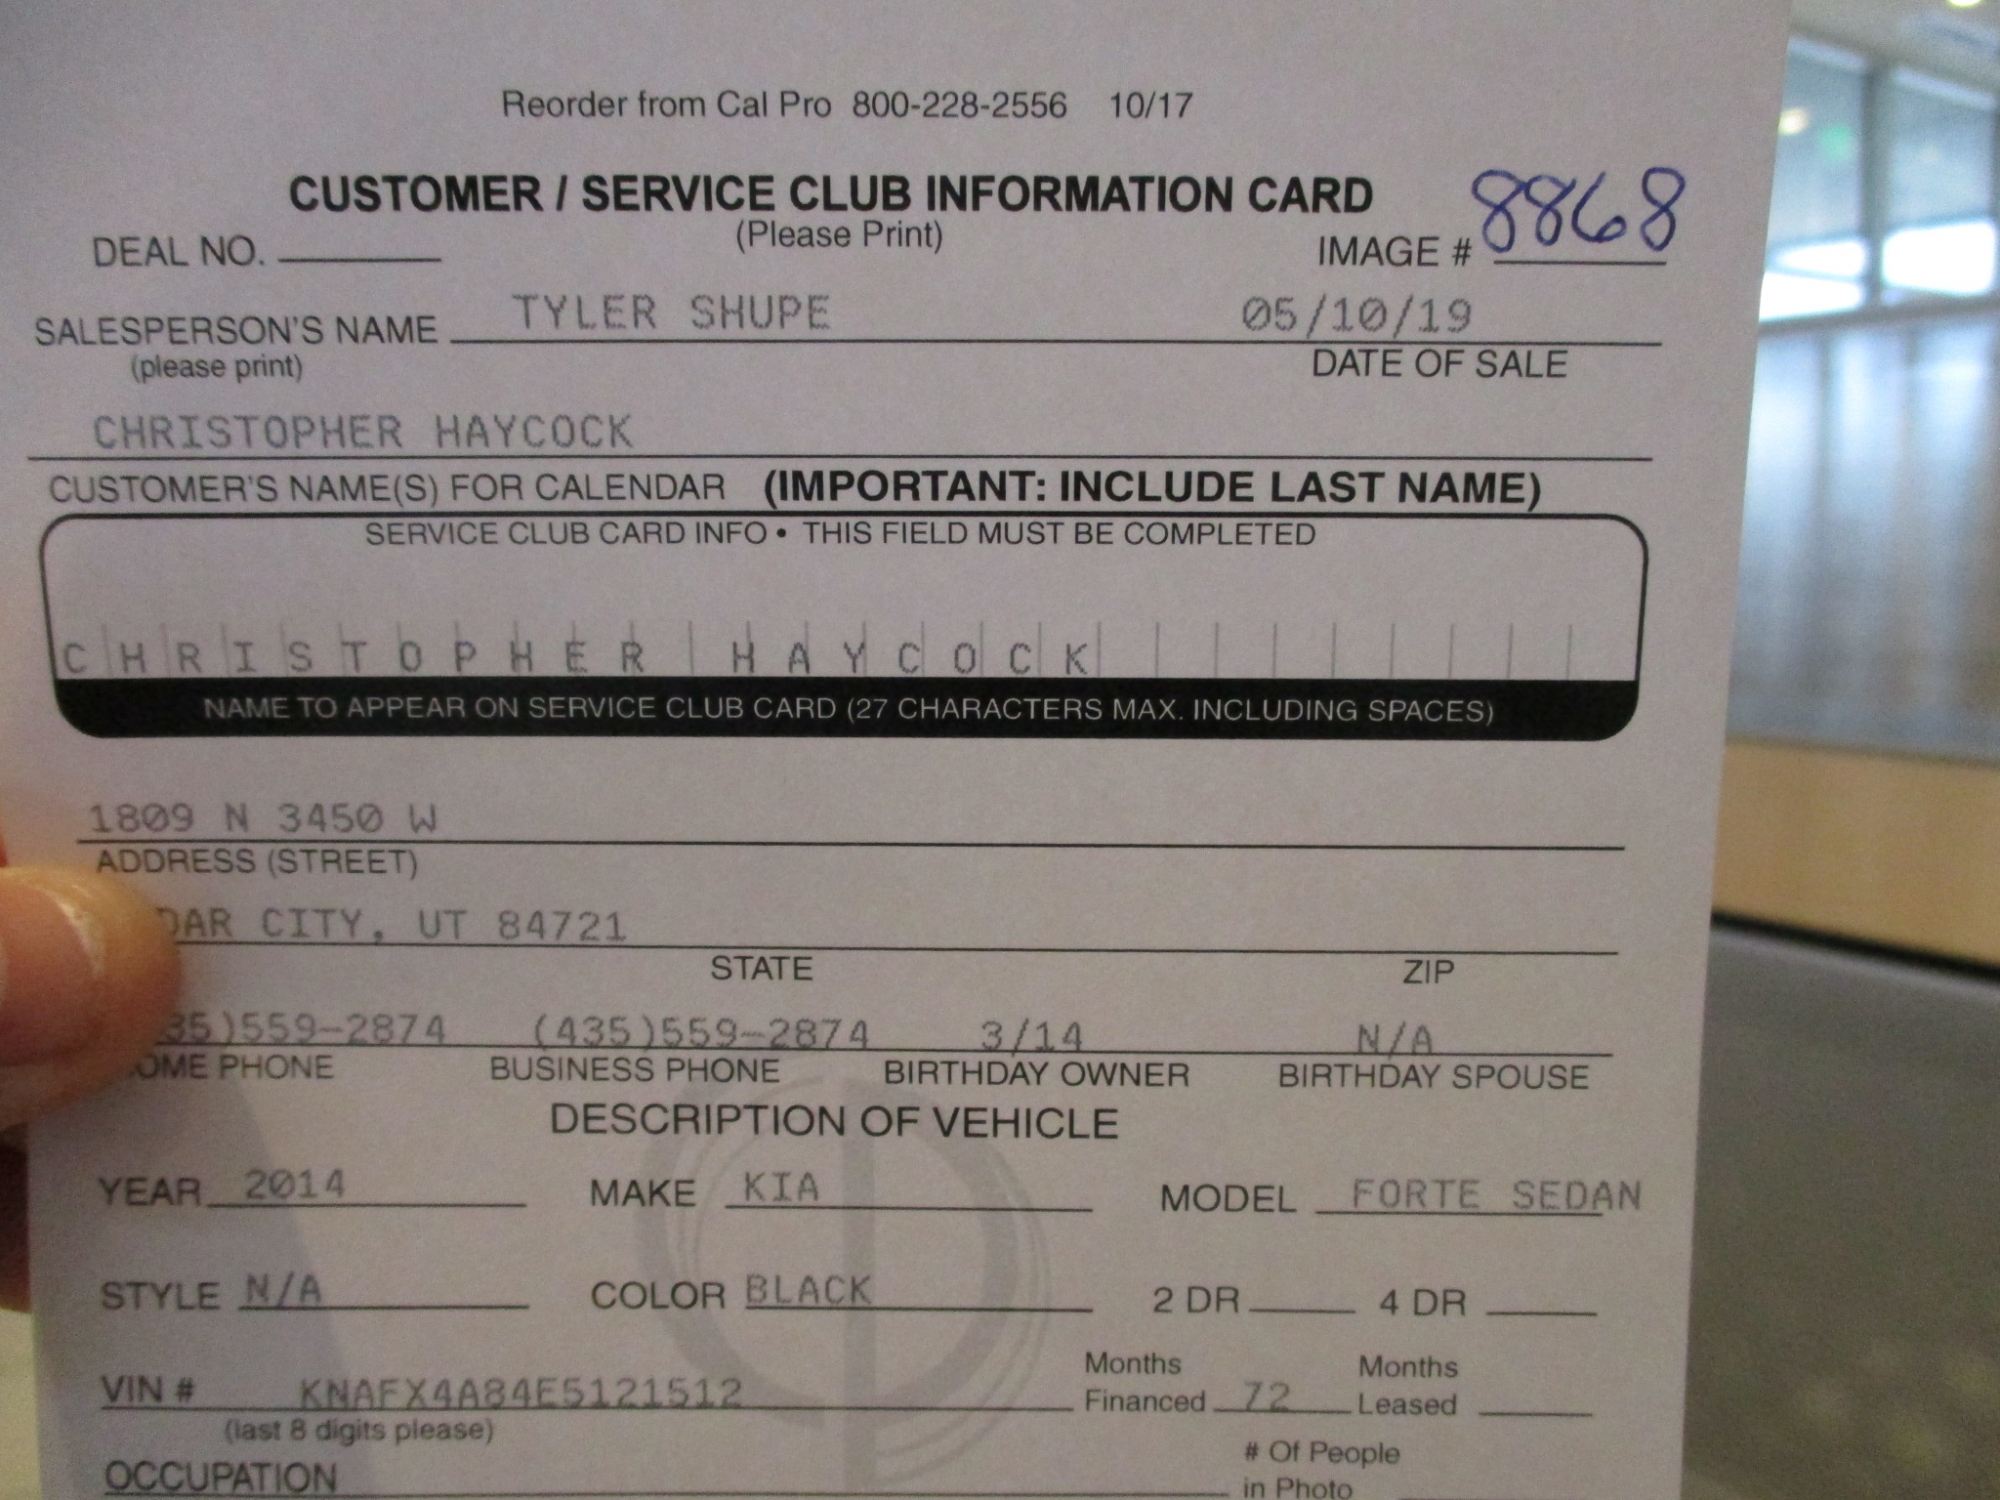 Reorder from Cal Pro 800-228-2556 10/17
CUSTOMER / SERVICE CLUB INFORMATION CARD
(Please Print)
DEAL NO. IMAGE # 8868
SALESPERSON'S NAME TYLER SHUPE 05/10/19
(please print) DATE OF SALE
CHRISTOPHER HAYCOCK
CUSTOMER'S NAME(S) FOR CALENDAR (IMPORTANT: INCLUDE LAST NAME)
SERVICE CLUB CARD INFO • THIS FIELD MUST BE COMPLETED
CHRISTOPHER HAYCOCK
NAME TO APPEAR ON SERVICE CLUB CARD (27 CHARACTERS MAX. INCLUDING SPACES)
1809 N 3450 W
ADDRESS (STREET)
DAR CITY, UT 84721
STATE ZIP
35)559-2874 (435)559-2874 3/14 N/A
OME PHONE BUSINESS PHONE BIRTHDAY OWNER BIRTHDAY SPOUSE
DESCRIPTION OF VEHICLE
YEAR 2014 MAKE KIA MODEL FORTE SEDAN
STYLE N/A COLOR BLACK 2 DR 4 DR
VIN # KNAFX4A84E5121512 Months Financed 72 Months Leased
(last 8 digits please)
OCCUPATION # Of People in Photo